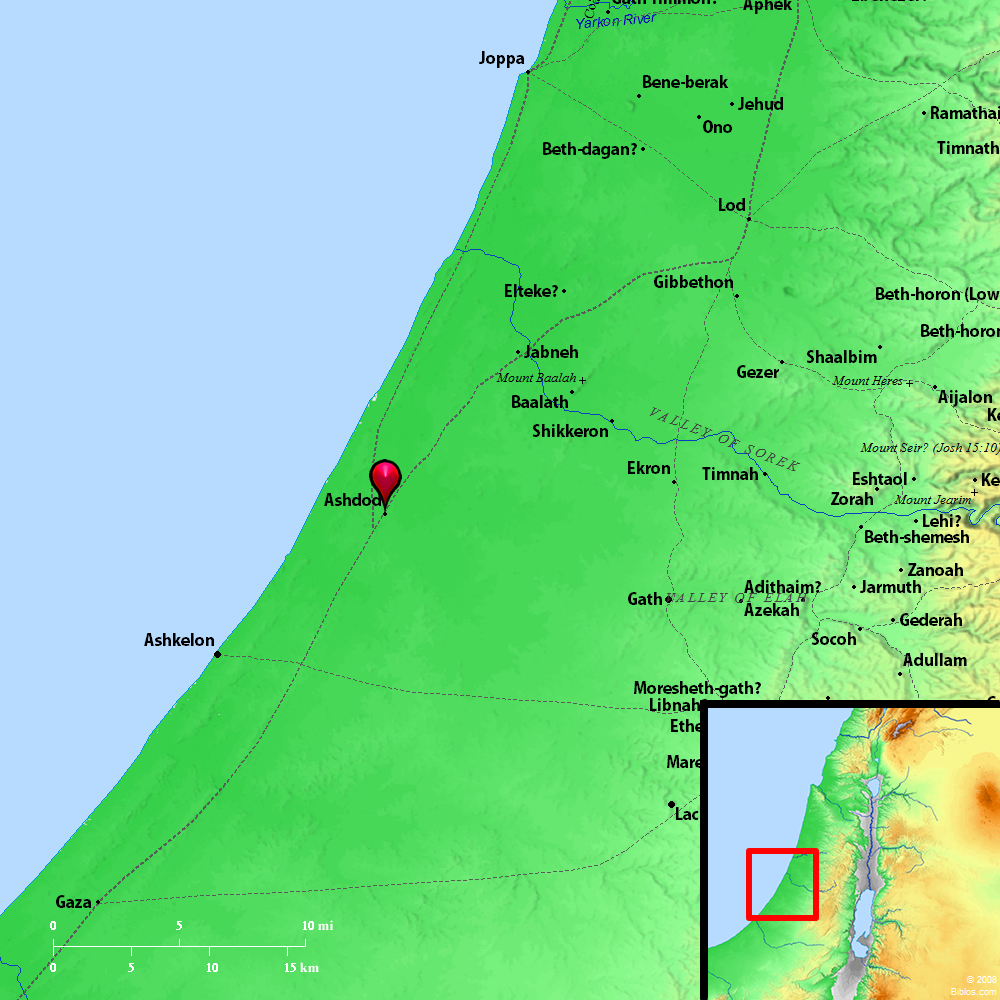 Aphek
Yarkon River
Joppa
Bene-berak
Jehud
Ono
Ramathai
Beth-dagan?
Timnath
Lod
Gibbethon
Elteke?
Beth-horon (Low
Beth-horon
Jabneh
Shaalbim
Gezer
Mount Baalah
Mount Heres
Baalath
Aijalon
Shikkeron
VALLEY OF SOREK
Mount Seir? (Josh 15:10)
Ekron
Timnah
Eshtaol
Ke
Zorah
Mount Jearim
Ashdod
Lehi?
Beth-shemesh
Zanoah
Adithaim?
Jarmuth
Gath
VALLEY OF ELAH
Azekah
Gederah
Socoh
Ashkelon
Adullam
Moresheth-gath?
Libnah
Ethe
Mare
Lac
Gaza
0 5 10 mi
0 5 10 15 km
© 2008
Biblos.com